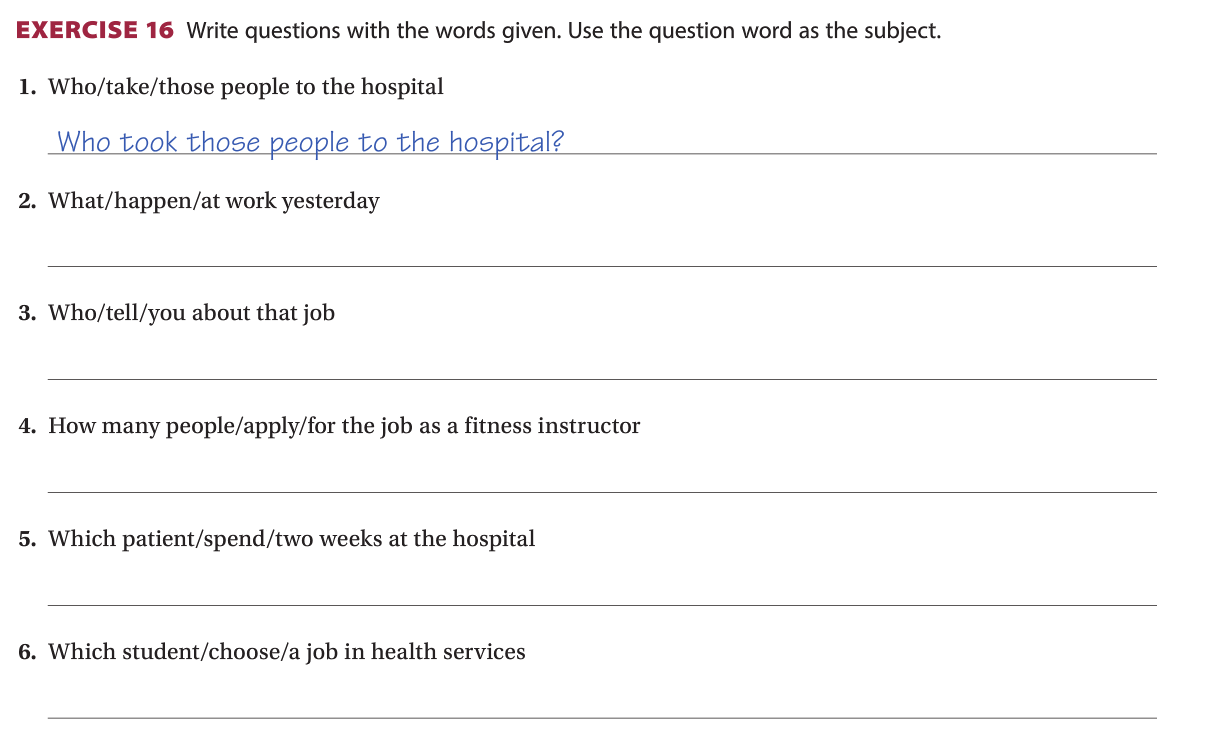 EXERCISE 16 Write questions with the words given. Use the question word as the subject.
1. Who/take/those people to the hospital
Who took those people to the hospital?
2. What/happen/at work yesterday
3. Who/tell/you about that job
4. How many people/apply/for the job as a fitness instructor
5. Which patient/spend/two weeks at the hospital
6. Which student/choose/a job in health services